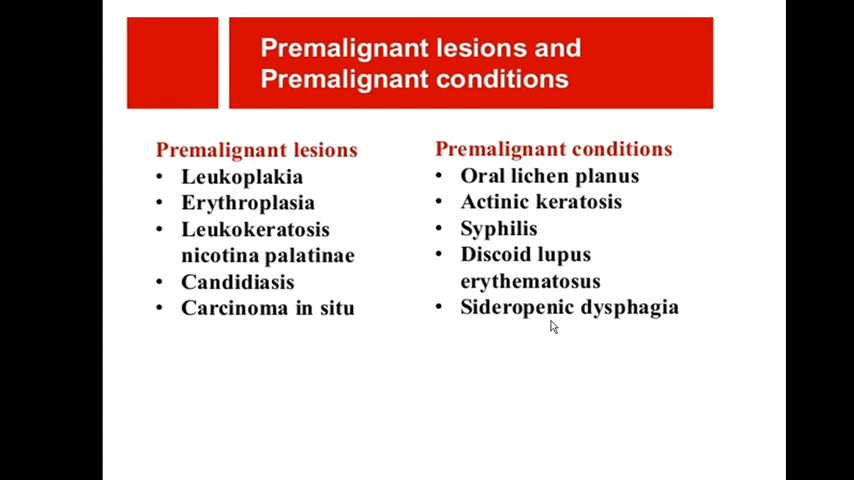 Premalignant lesions and
Premalignant conditions
Premalignant lesions
• Leukoplakia
• Erythroplasia
• Leukokeratosis
nicotina palatinae
• Candidiasis
• Carcinoma in situ
Premalignant conditions
• Oral lichen planus
• Actinic keratosis
• Syphilis
• Discoid lupus
erythematosus
• Sideropenic dysphagia